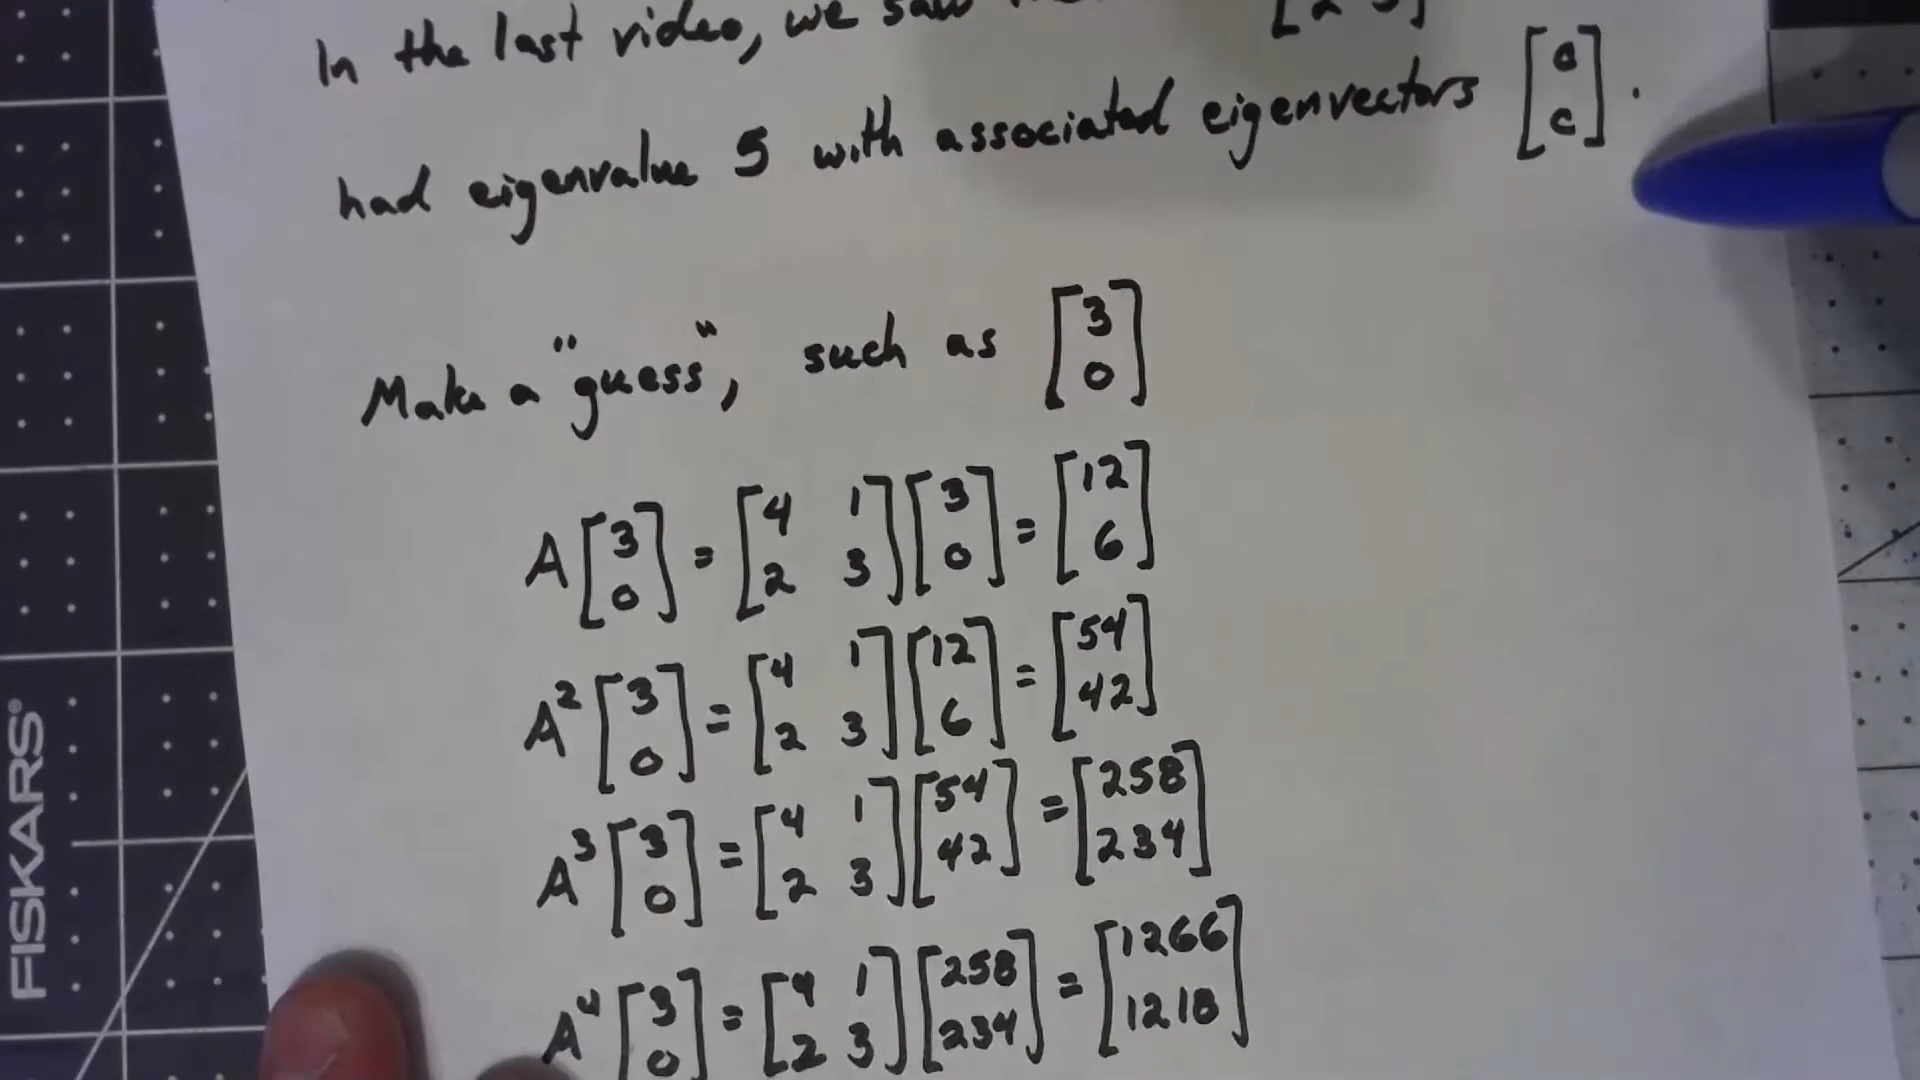 In the last video, we saw
[2 3]
had eigenvalue 5 with associated eigenvectors [c c].
Make a "guess", such as [3 0]
A [3 0] = [4 1 2 3] [3 0] = [12 6]
A² [3 0] = [4 1 2 3] [12 6] = [54 42]
A³ [3 0] = [4 1 2 3] [54 42] = [258 234]
A⁴ [3 0] = [4 1 2 3] [258 234] = [1266 1218]
FISKARS®